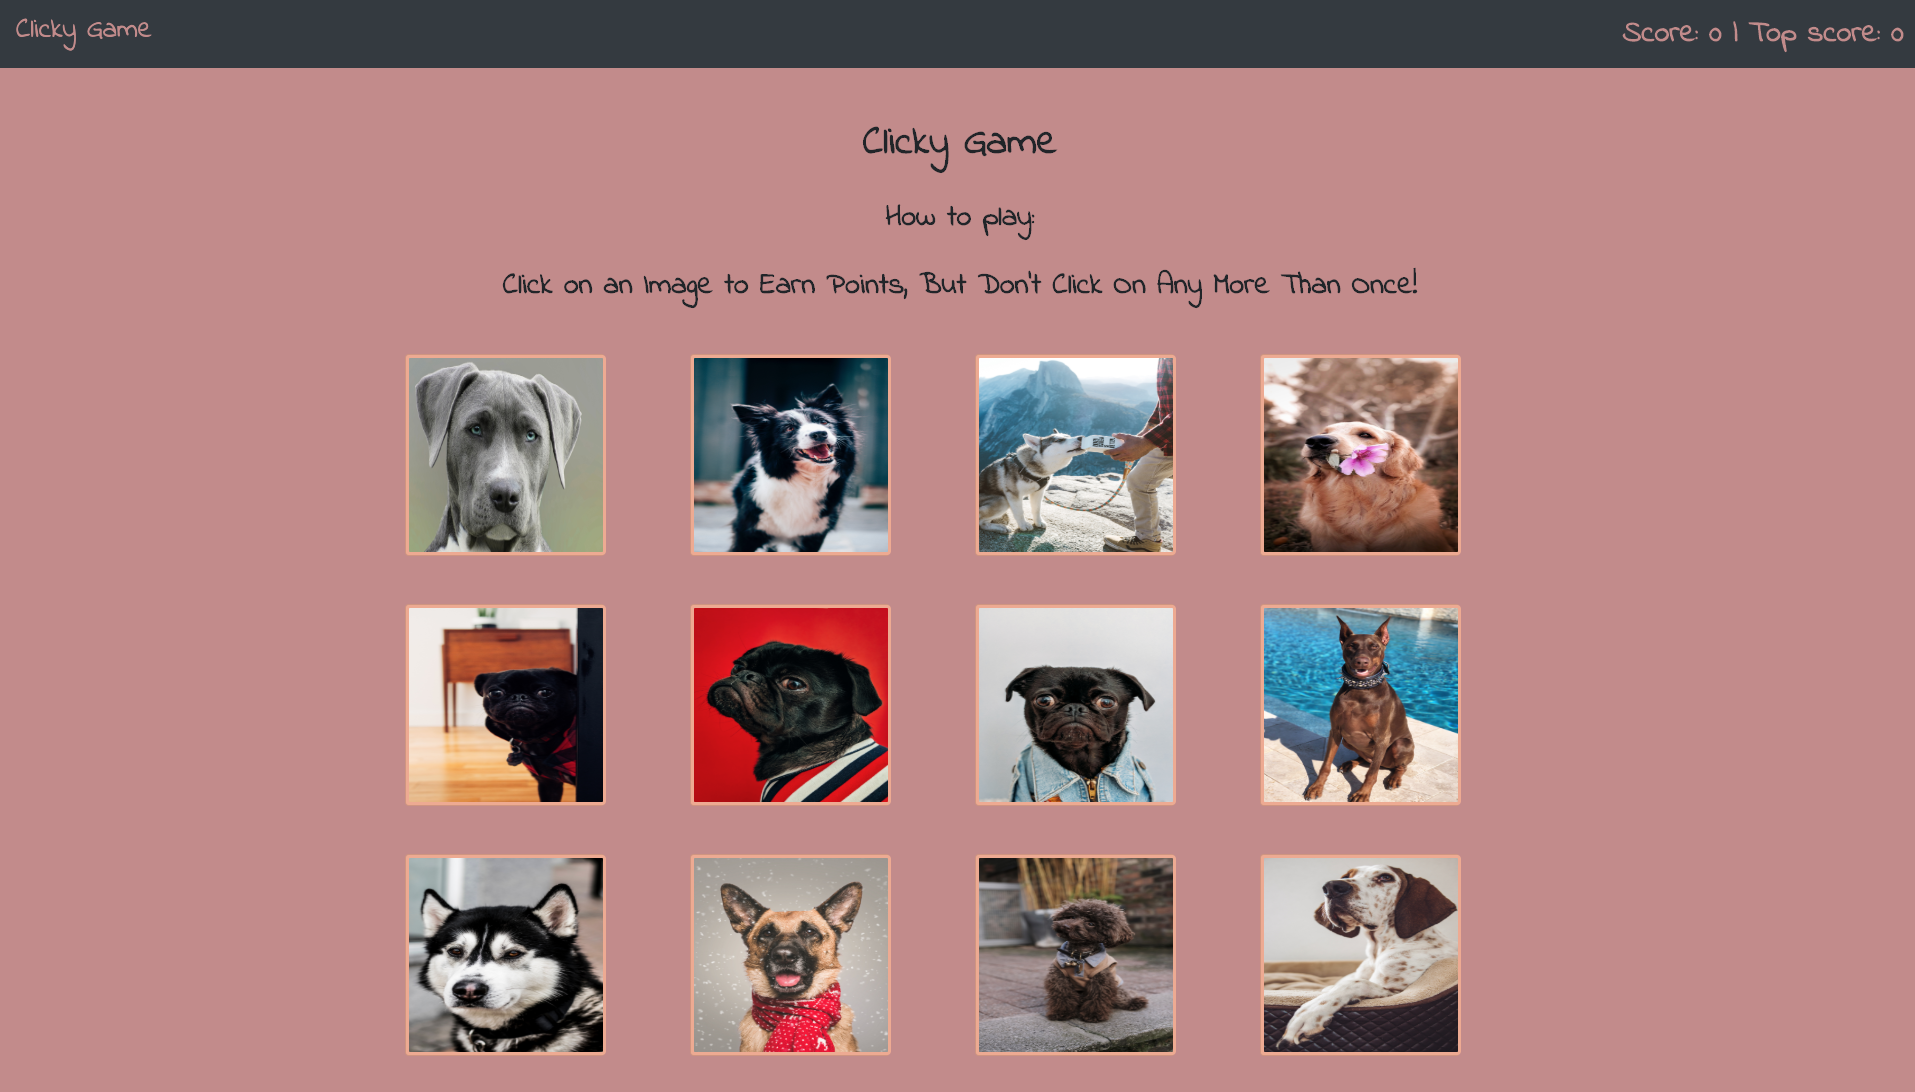 Clicky Game
Score: 0 | Top score: 0
Clicky Game
How to play:
Click on an Image to Earn Points, But Don't Click On Any More Than Once!